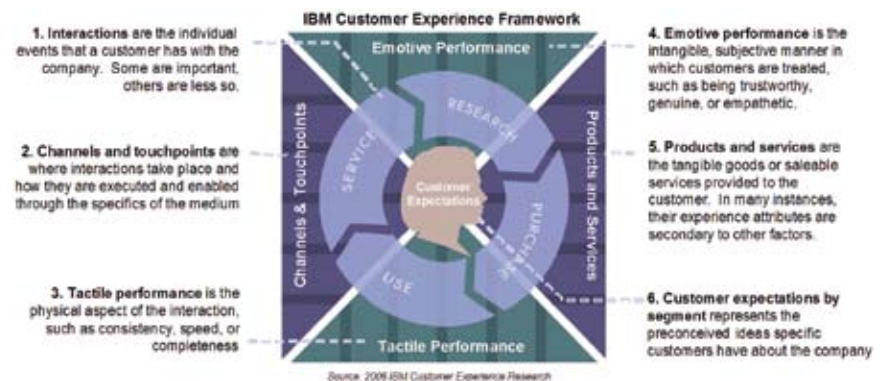 IBM Customer Experience Framework
1. Interactions are the individual
events that a customer has with the
company. Some are important,
others are less so.
2. Channels and touchpoints are
where interactions take place and
how they are executed and enabled
through the specifics of the medium
3. Tactile performance is the
physical aspect of the interaction,
such as consistency, speed, or
completeness
Emotive Performance
Channels & Touchpoints
SERVICE
RESEARCH
PURCHASE
USE
Customer
Expectations
Products and Services
Tactile Performance
4. Emotive performance is the
intangible, subjective manner in
which customers are treated,
such as being trustworthy,
genuine, or empathetic.
5. Products and services are
the tangible goods or saleable
services provided to the
customer. In many instances,
their experience attributes are
secondary to other factors.
6. Customer expectations by
segment represents the
preconceived ideas specific
customers have about the company
Source: 2006 IBM Customer Experience Research